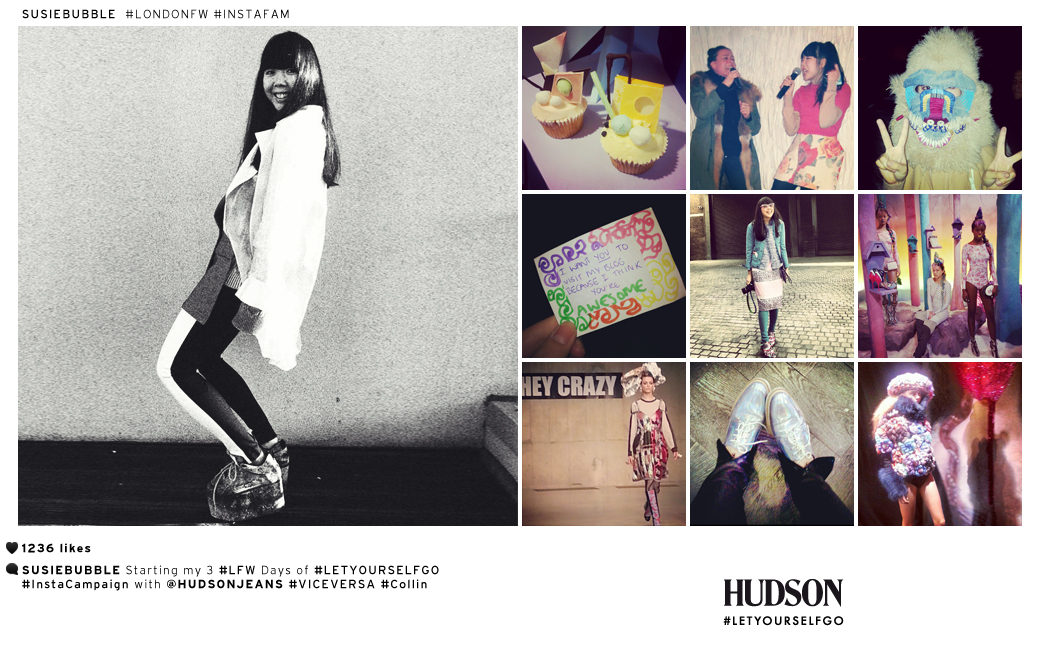 SUSIEBUBBLE #LONDONFW #INSTAFAM
I WANT YOU TO
VISIT MY BLOG
BECAUSE I THINK
YOU'RE
AWESOME
HEY CRAZY
1236 likes
SUSIEBUBBLE Starting my 3 #LFW Days of #LETYOURSELFGO
#InstaCampaign with @HUDSONJEANS #VICEVERSA #Collin
HUDSON
#LETYOURSELFGO